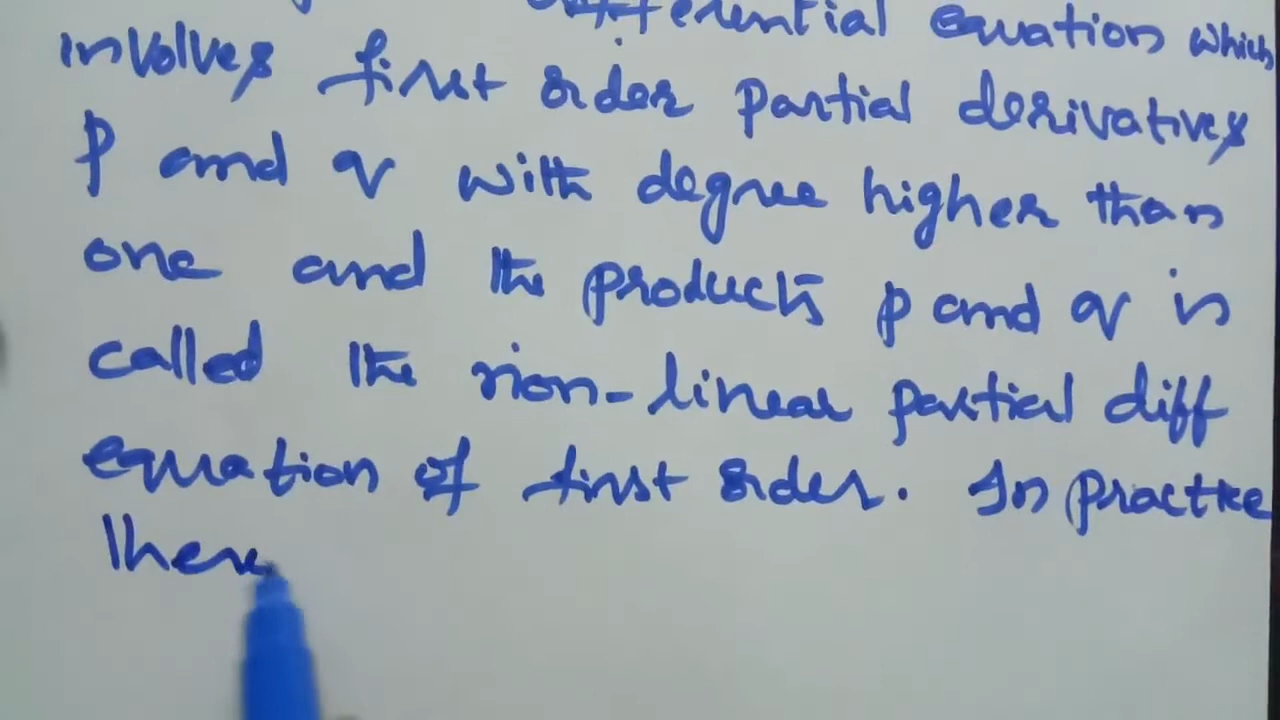 differential equation which
involves first order partial derivatives
p and q with degree higher than
one and the products p and q is
called the non-linear partial diff
equation of first order. In practice
there